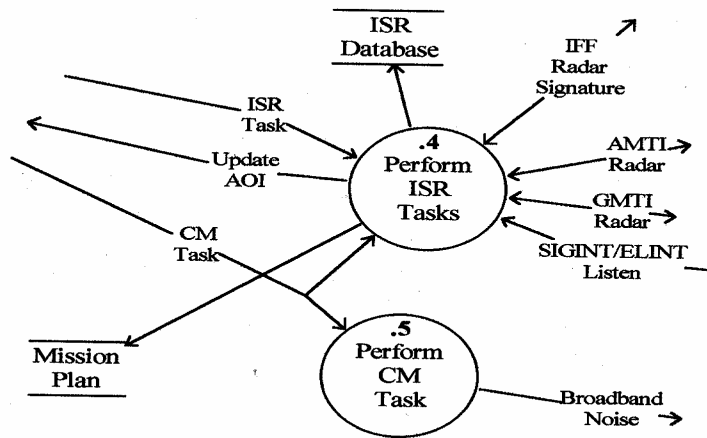 ISR
Database
IFF
Radar
Signature
ISR
Task
.4
Perform
ISR
Tasks
AMTI
Radar
Update
AOI
GMTI
Radar
CM
Task
SIGINT/ELINT
Listen
.5
Perform
CM
Task
Mission
Plan
Broadband
Noise